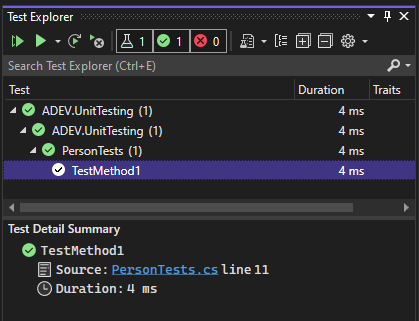 Test Explorer
1 1 0
Search Test Explorer (Ctrl+E)
Test Duration Traits
ADEV.UnitTesting (1) 4 ms
ADEV.UnitTesting (1) 4 ms
PersonTests (1) 4 ms
TestMethod1 4 ms
Test Detail Summary
TestMethod1
Source: PersonTests.cs line 11
Duration: 4 ms